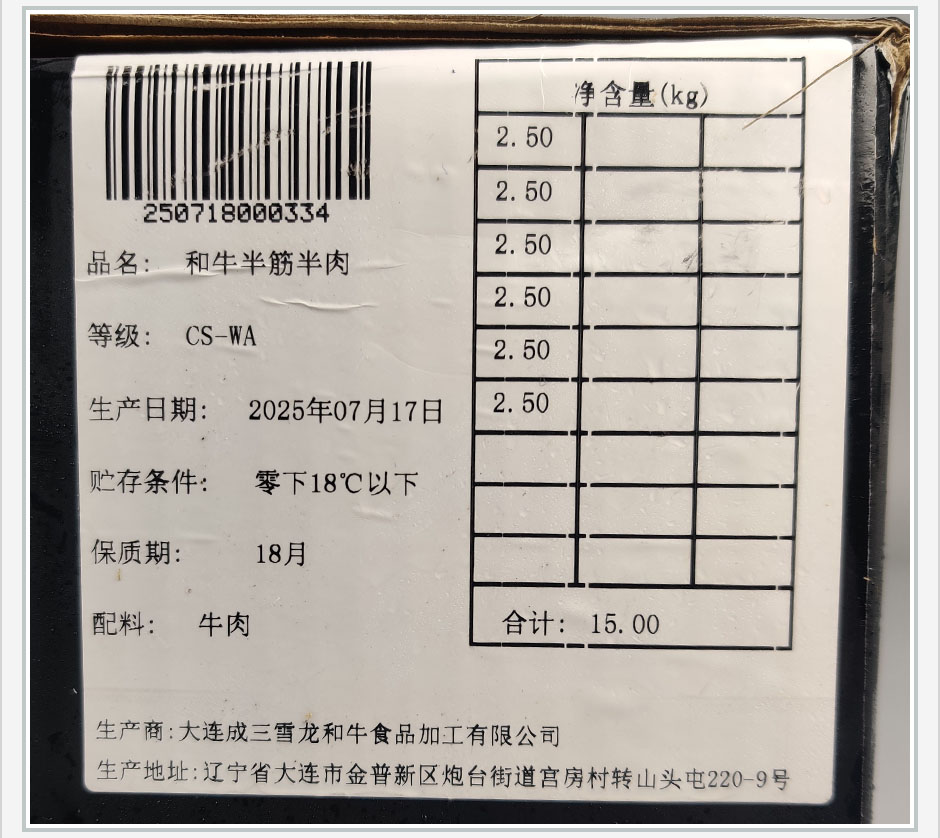 250718000334
品名: 和牛半筋半肉
等级: CS-WA
生产日期: 2025年07月17日
贮存条件: 零下18℃以下
保质期: 18月
配料: 牛肉
净含量(kg)
2.50
2.50
2.50
2.50
2.50
2.50
合计: 15.00
生产商:大连成三雪龙和牛食品加工有限公司
生产地址:辽宁省大连市金普新区炮台街道宫房村转山头屯220-9号